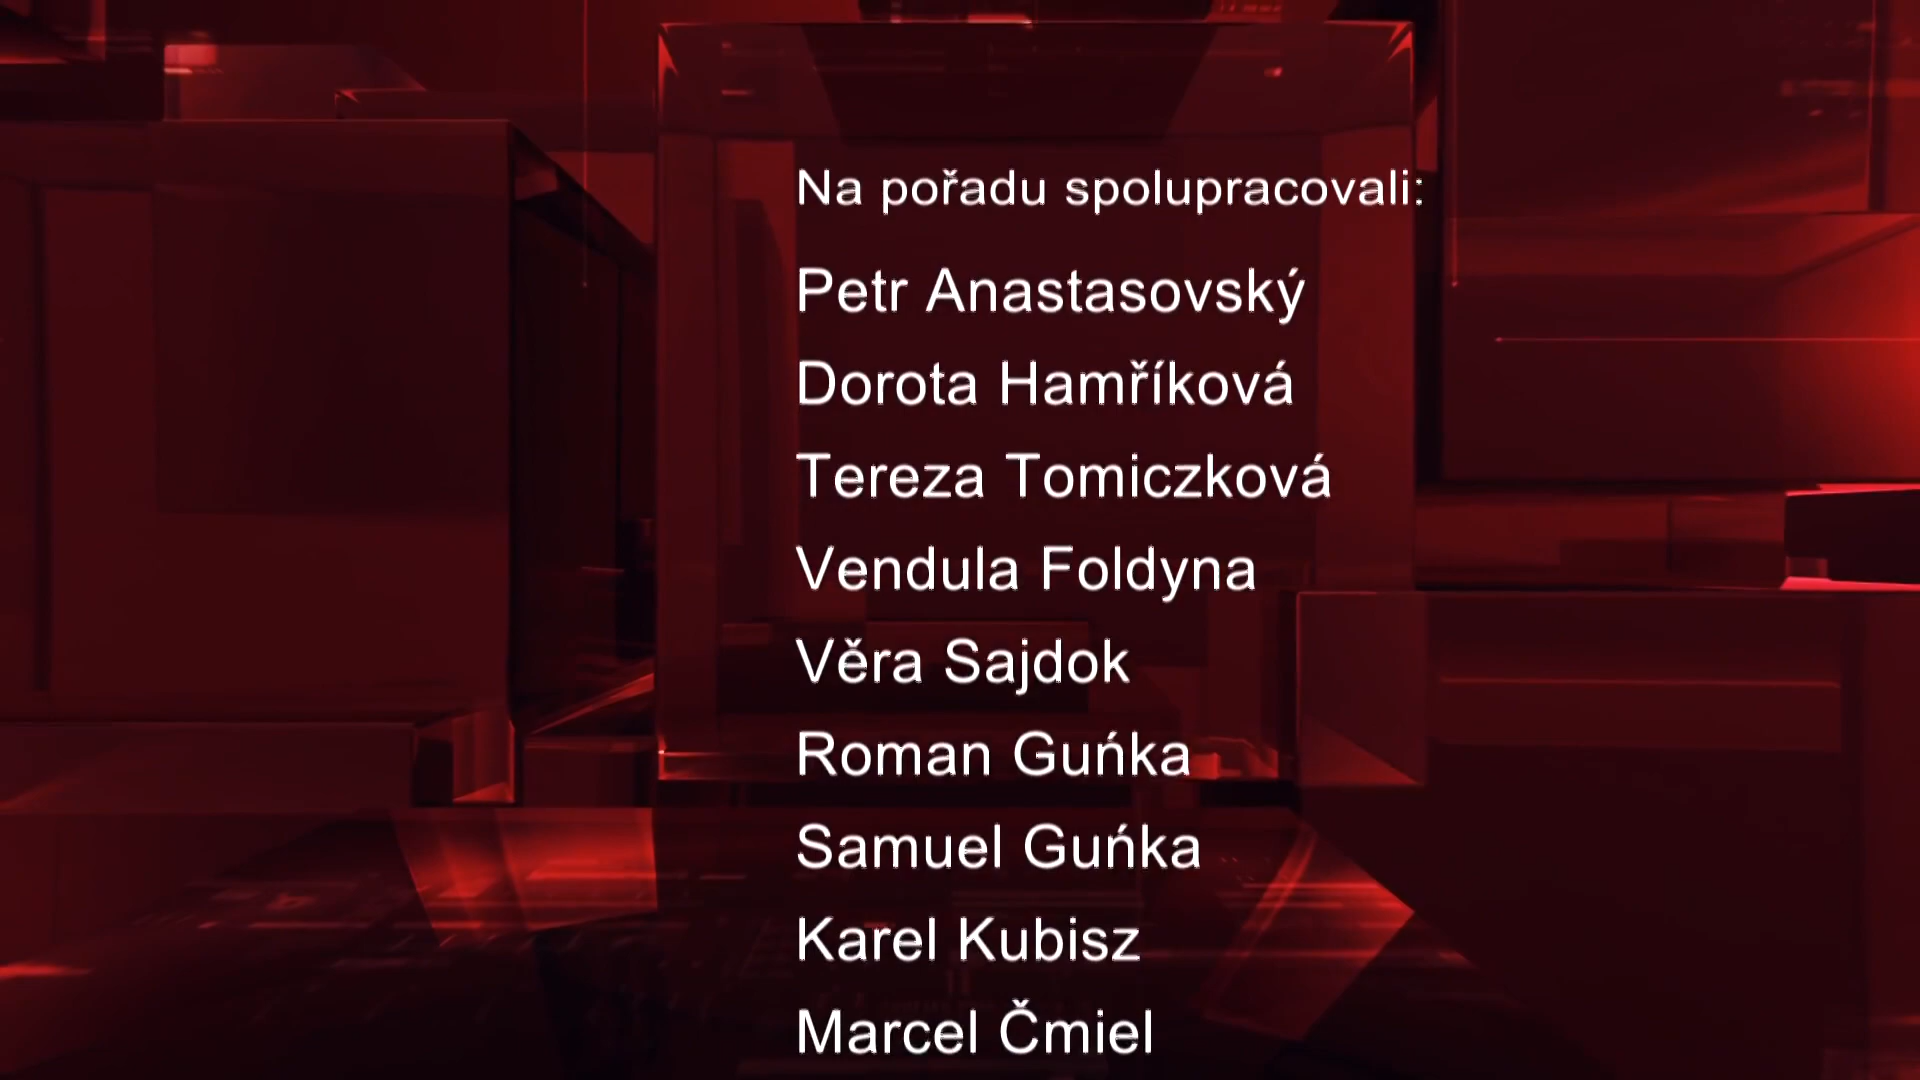 Na pořadu spolupracovali:
Petr Anastasovský
Dorota Hamříková
Tereza Tomiczková
Vendula Foldyna
Věra Sajdok
Roman Guńka
Samuel Guńka
Karel Kubisz
Marcel Čmiel